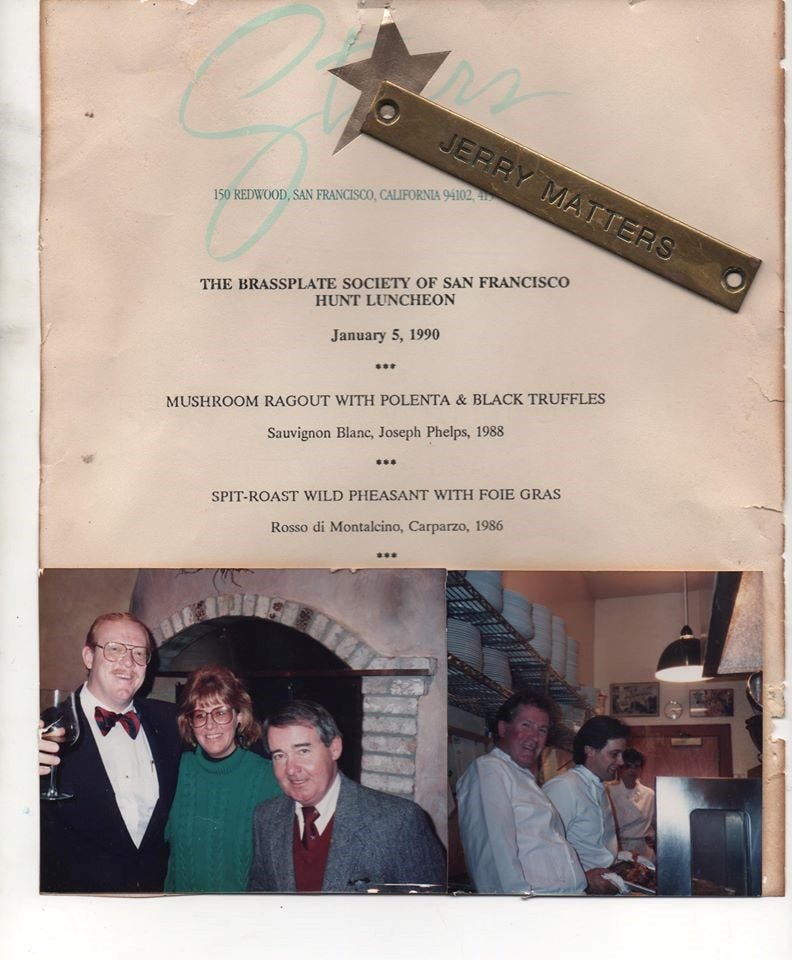 Stars
JERRY MATTERS
150 REDWOOD, SAN FRANCISCO, CALIFORNIA 94102, 415
THE BRASSPLATE SOCIETY OF SAN FRANCISCO
HUNT LUNCHEON
January 5, 1990
***
MUSHROOM RAGOUT WITH POLENTA & BLACK TRUFFLES
Sauvignon Blanc, Joseph Phelps, 1988
***
SPIT-ROAST WILD PHEASANT WITH FOIE GRAS
Rosso di Montalcino, Carparzo, 1986
***